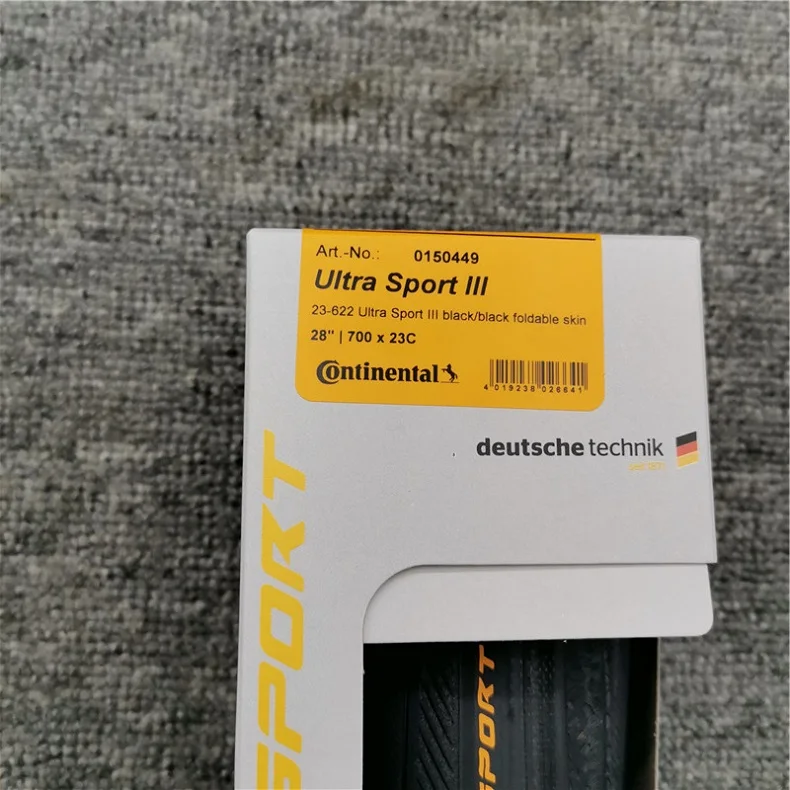 Art.-No.: 0150449
Ultra Sport III
23-622 Ultra Sport III black/black foldable skin
28" | 700 x 23C
Continental
4 019238 026641
deutsche technik
SPORT
SPORT